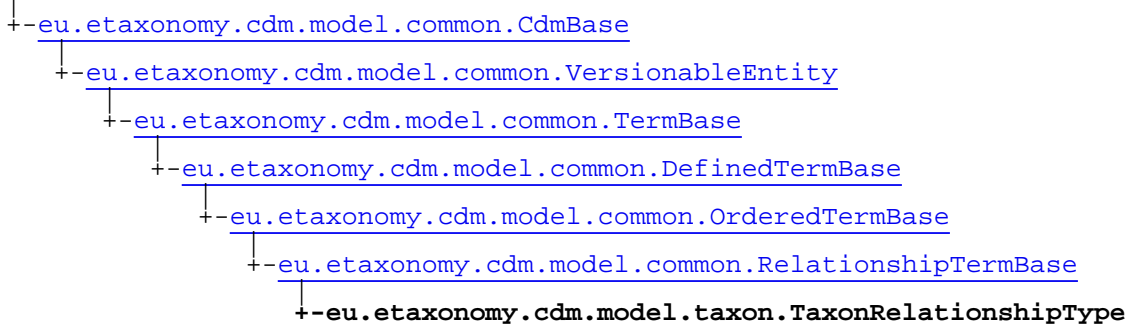 +-eu.etaxonomy.cdm.model.common.CdmBase
+-eu.etaxonomy.cdm.model.common.VersionableEntity
+-eu.etaxonomy.cdm.model.common.TermBase
+-eu.etaxonomy.cdm.model.common.DefinedTermBase
+-eu.etaxonomy.cdm.model.common.OrderedTermBase
+-eu.etaxonomy.cdm.model.common.RelationshipTermBase
+-eu.etaxonomy.cdm.model.taxon.TaxonRelationshipType